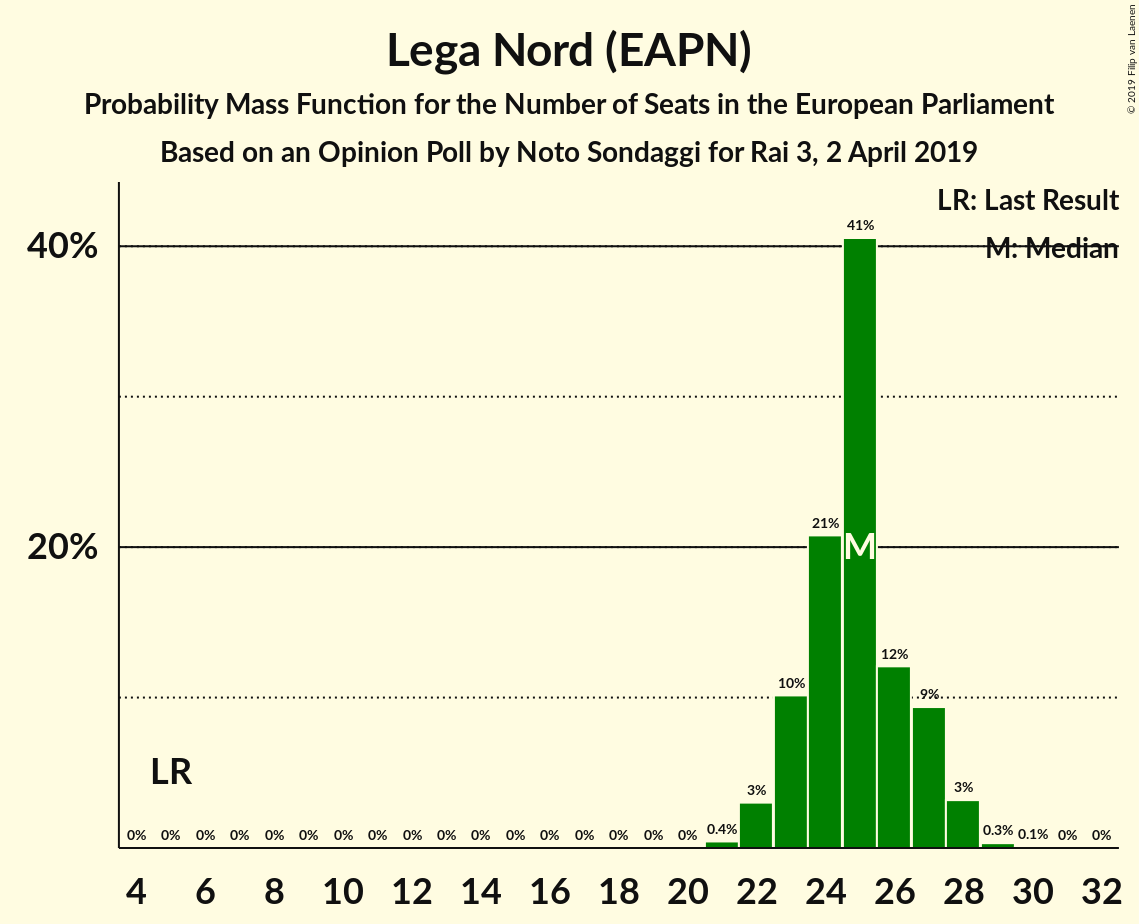 Lega Nord (EAPN)
Probability Mass Function for the Number of Seats in the European Parliament
Based on an Opinion Poll by Noto Sondaggi for Rai 3, 2 April 2019
© 2019 Filip van Laenen
LR: Last Result
M: Median
40%
20%
41%
21%
M
12%
10%
9%
LR
3%
3%
0% 0% 0% 0% 0% 0% 0% 0% 0% 0% 0% 0% 0% 0% 0% 0% 0% 0.4% 0.3% 0.1% 0% 0%
4 6 8 10 12 14 16 18 20 22 24 26 28 30 32